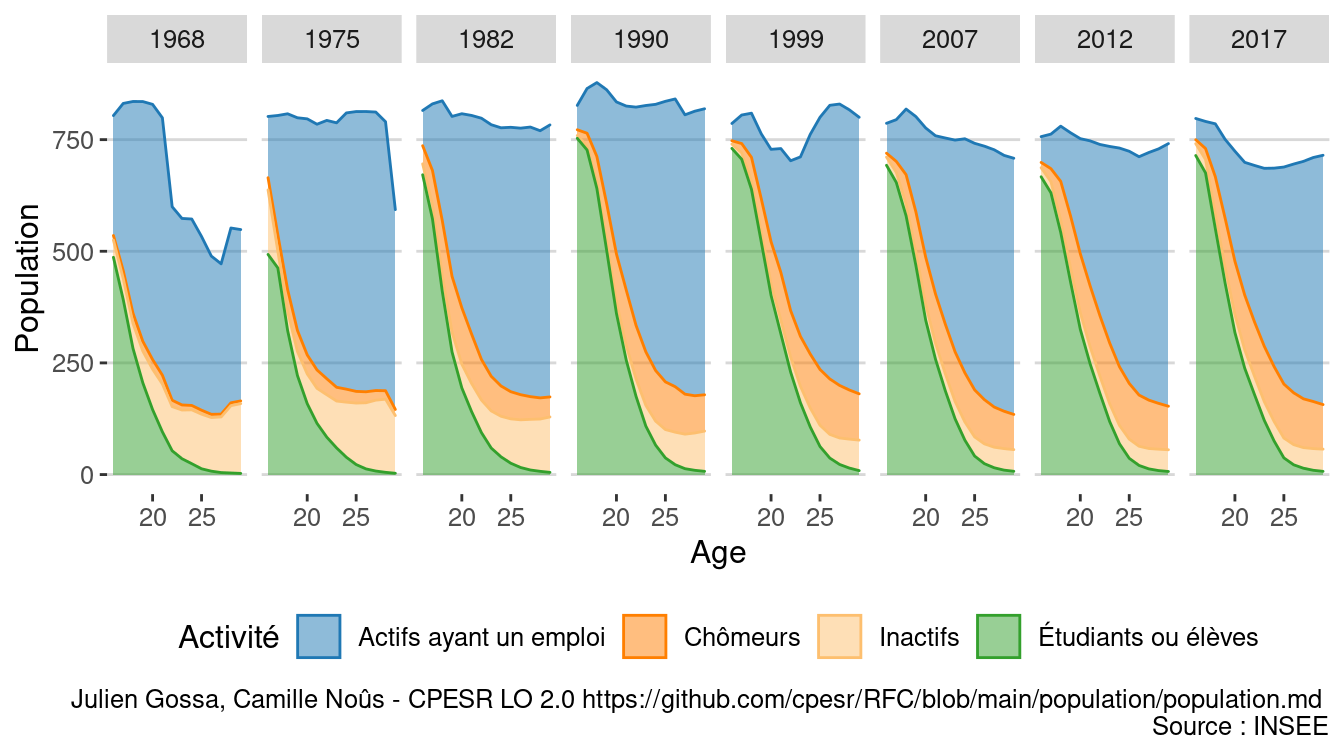 1968 1975 1982 1990 1999 2007 2012 2017
Population
750
500
250
0
20 25 20 25 20 25 20 25 20 25 20 25 20 25 20 25
Age
Activité Actifs ayant un emploi Chômeurs Inactifs Étudiants ou élèves
Julien Gossa, Camille Noûs - CPESR LO 2.0 https://github.com/cpesr/RFC/blob/main/population/population.md
Source : INSEE